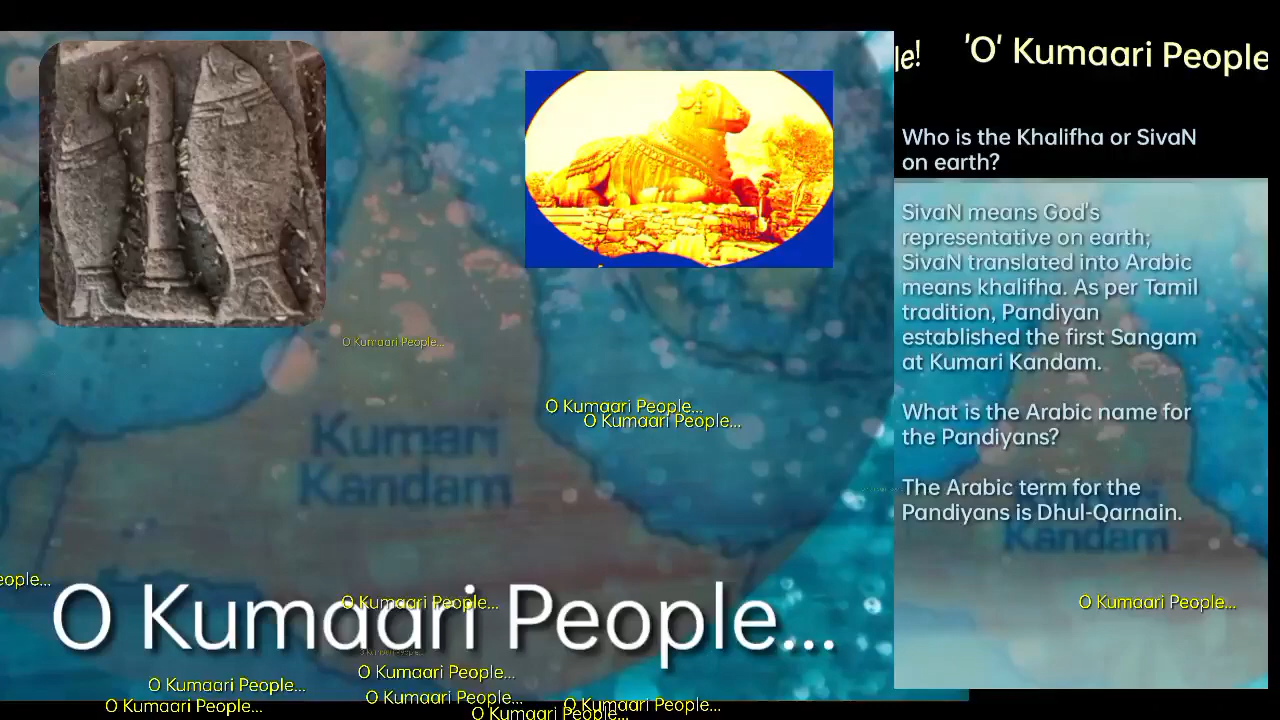 le! 'O' Kumaari People
Who is the Khalifha or SivaN
on earth?
SivaN means God's
representative on earth;
SivaN translated into Arabic
means khalifha. As per Tamil
tradition, Pandiyan
established the first Sangam
at Kumari Kandam.
What is the Arabic name for
the Pandiyans?
The Arabic term for the
Pandiyans is Dhul-Qarnain.
Kandam
O Kumaari People...
O Kumaari People...
O Kumaari People...
O Kumaari People...
Kumari
Kandam
eople...
O Kumaari People...
O Kumaari People...
O Kumaari People...
O Kumaari People...
O Kumaari People...
O Kumaari People...
O Kumaari People...
O Kumaari People...
O Kumaari People...